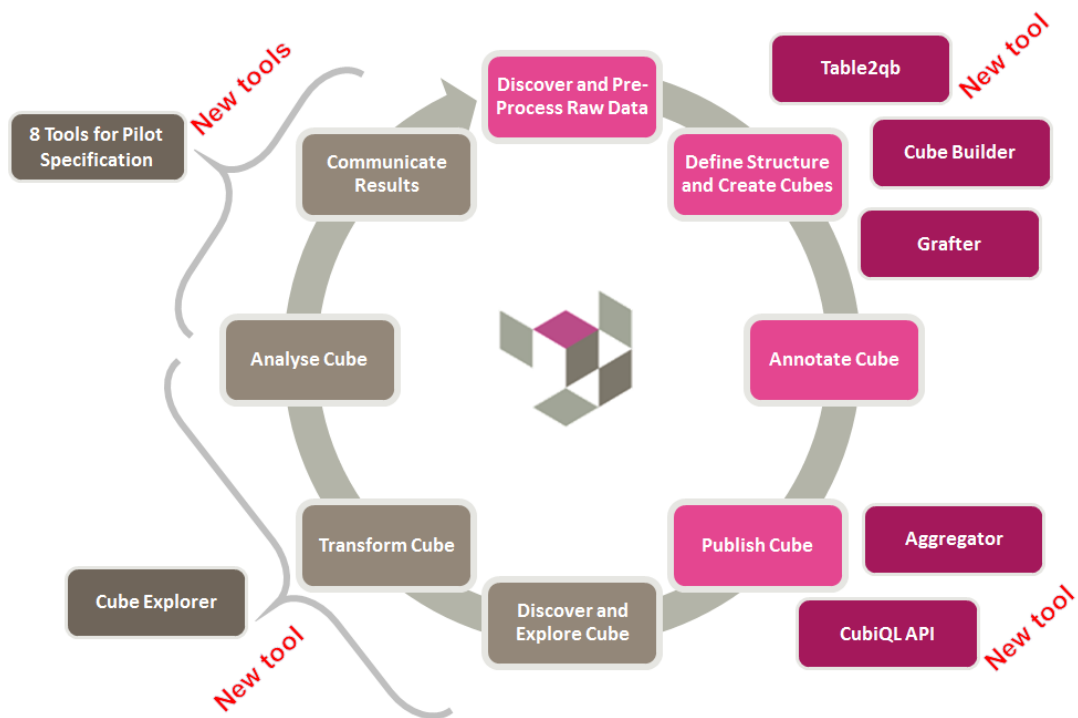 New tools
8 Tools for Pilot
Specification
Discover and Pre-
Process Raw Data
Table2qb
New tool
Communicate
Results
Define Structure
and Create Cubes
Cube Builder
Grafter
Analyse Cube
Annotate Cube
Transform Cube
Publish Cube
Aggregator
Cube Explorer
New tool
Discover and
Explore Cube
CubiQL API
New tool